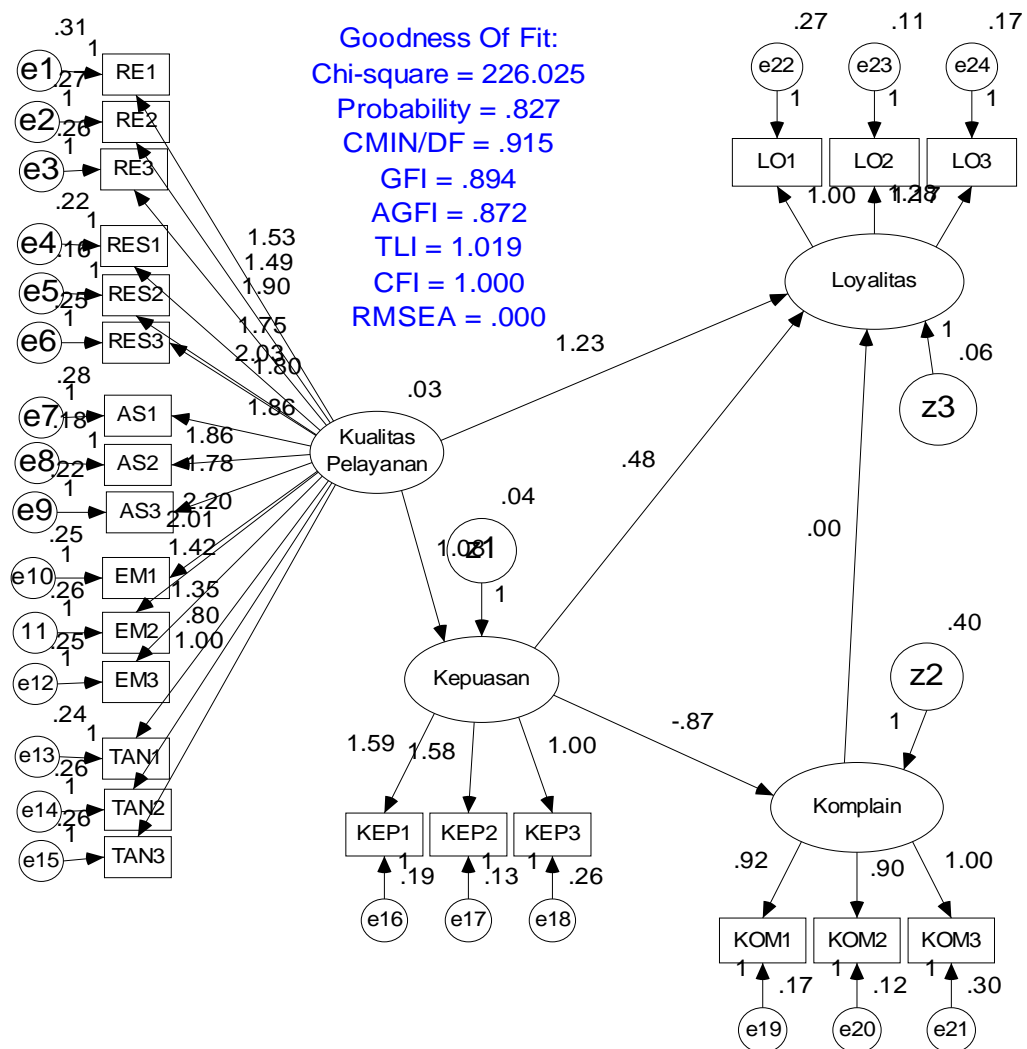 Goodness Of Fit:
Chi-square = 226.025
Probability = .827
CMIN/DF = .915
GFI = .894
AGFI = .872
TLI = 1.019
CFI = 1.000
RMSEA = .000
.31
1
e1
RE1
.27
1
e2
RE2
.26
1
e3
RE3
.22
1
e4
RES1
.16
1
e5
RES2
.25
1
e6
RES3
.28
1
e7
AS1
.18
1
e8
AS2
.22
1
e9
AS3
.25
1
e10
EM1
.26
1
11
EM2
.25
1
e12
EM3
.24
1
e13
TAN1
.26
1
e14
TAN2
.26
1
e15
TAN3
1.53
1.49
1.90
1.75
2.03
1.80
1.86
1.86
1.78
2.20
2.01
1.42
1.35
.80
1.00
.03
Kualitas
Pelayanan
1.23
.48
.00
1.08
.04
z1
1
Kepuasan
-.87
1.59
1.58
1.00
KEP1
KEP2
KEP3
1
1
1
.19
.13
.26
e16
e17
e18
.27
.11
.17
e22
e23
e24
1
1
1
LO1
LO2
LO3
1.00
1.28
1.17
Loyalitas
1
.06
z3
.40
z2
1
Komplain
.92
.90
1.00
KOM1
KOM2
KOM3
1
1
1
.17
.12
.30
e19
e20
e21